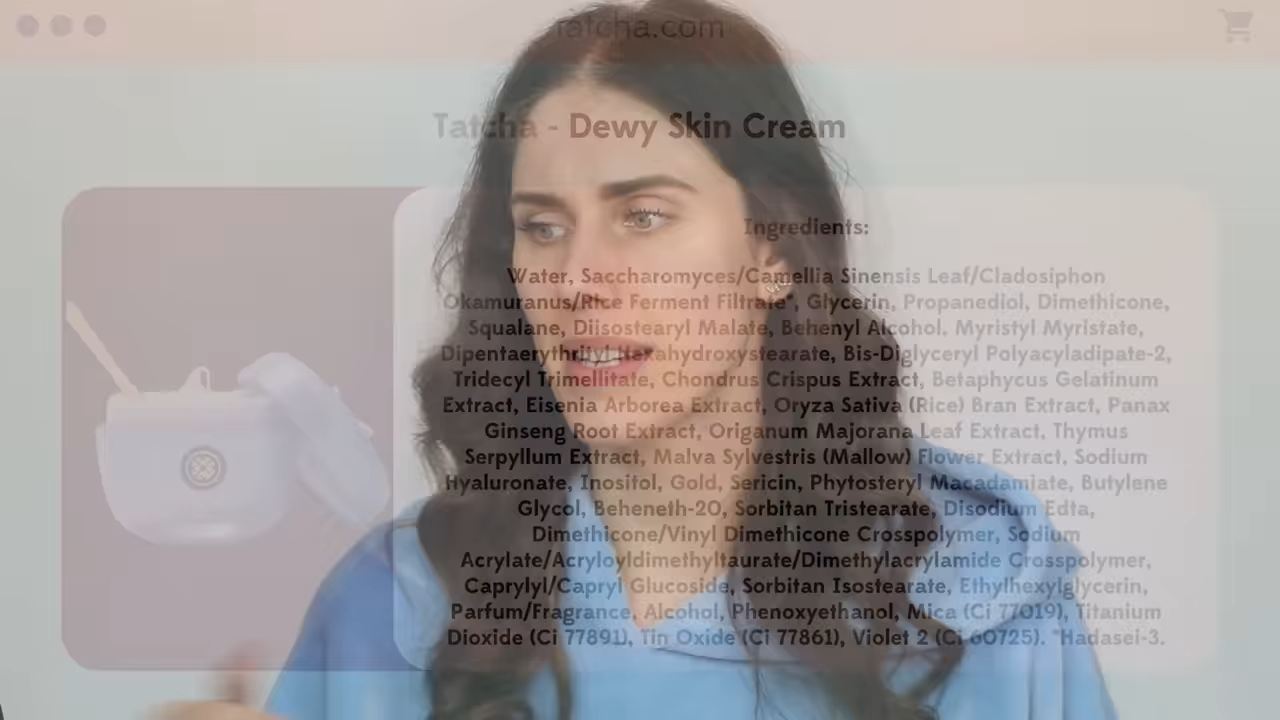 Tatcha.com
Tatcha - Dewy Skin Cream
Ingredients:
Water, Saccharomyces/Camellia Sinensis Leaf/Cladosiphon
Okamuranus/Rice Ferment Filtrate*, Glycerin, Propanediol, Dimethicone,
Squalane, Diisostearyl Malate, Behenyl Alcohol. Myristyl Myristate,
Dipentaerythrityl Tetrahydroxystearate, Bis-Diglyceryl Polyacyladipate-2,
Tridecyl Trimellitate, Chondrus Crispus Extract, Betaphycus Gelatinum
Extract, Eisenia Arborea Extract, Oryza Sativa (Rice) Bran Extract, Panax
Ginseng Root Extract, Origanum Majorana Leaf Extract, Thymus
Serpyllum Extract, Malva Sylvestris (Mallow) Flower Extract, Sodium
Hyaluronate, Inositol, Gold, Sericin, Phytosteryl Macadamiate, Butylene
Glycol, Beheneth-20, Sorbitan Tristearate, Disodium Edta,
Dimethicone/Vinyl Dimethicone Crosspolymer, Sodium
Acrylate/Acryloyldimethyltaurate/Dimethylacrylamide Crosspolymer,
Caprylyl/Capryl Glucoside, Sorbitan Isostearate, Ethylhexylglycerin,
Parfum/Fragrance, Alcohol, Phenoxyethanol, Mica (Ci 77019), Titanium
Dioxide (Ci 77891), Tin Oxide (Ci 77861), Violet 2 (Ci 60725). *Hadasei-3.